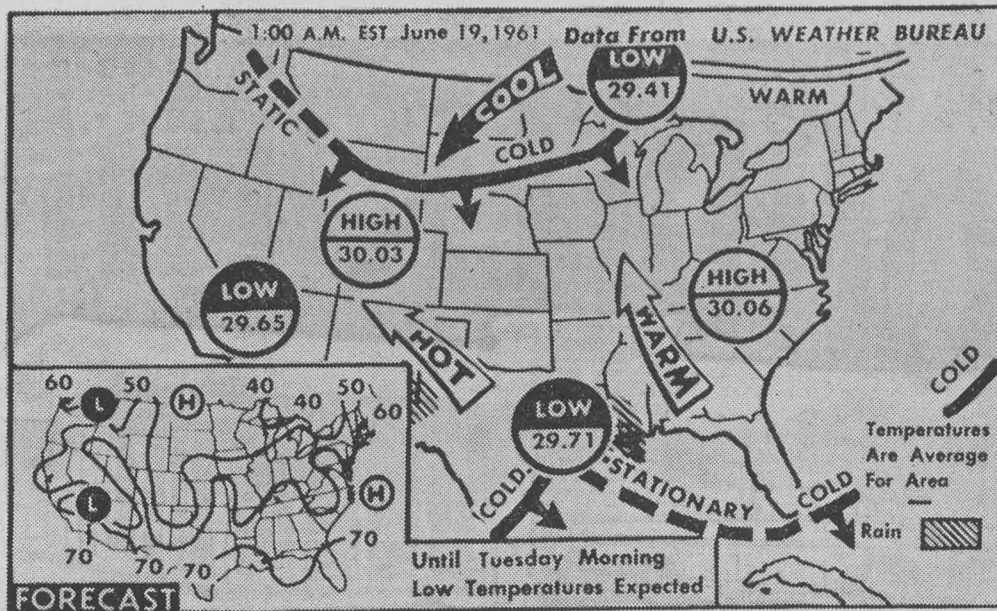 1:00 A.M. EST June 19, 1961 Data From U.S. WEATHER BUREAU
LOW
29.41
WARM
STATIC
COOL
COLD
HIGH
30.03
LOW
29.65
HIGH
30.06
HOT
WARM
LOW
29.71
COLD
STATIONARY
COLD
COLD
Temperatures
Are Average
For Area
Rain
60 50 H 40 40 50 60
L
L
H
70 70 70 70
FORECAST
Until Tuesday Morning
Low Temperatures Expected